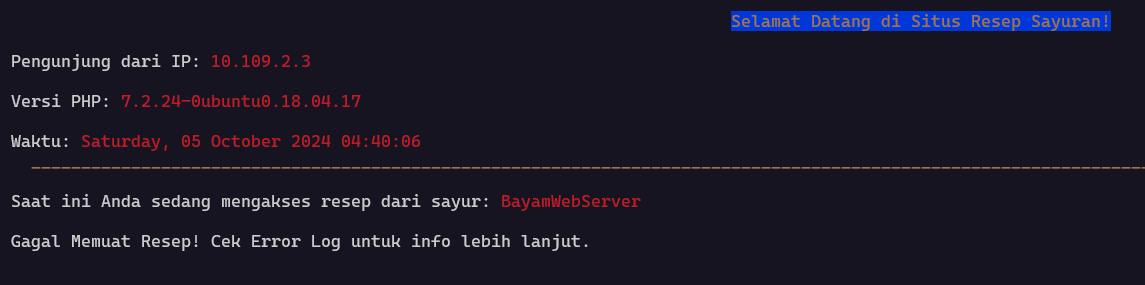 Selamat Datang di Situs Resep Sayuran!
Pengunjung dari IP: 10.109.2.3
Versi PHP: 7.2.24-0ubuntu0.18.04.17
Waktu: Saturday, 05 October 2024 04:40:06
Saat ini Anda sedang mengakses resep dari sayur: BayamWebServer
Gagal Memuat Resep! Cek Error Log untuk info lebih lanjut.